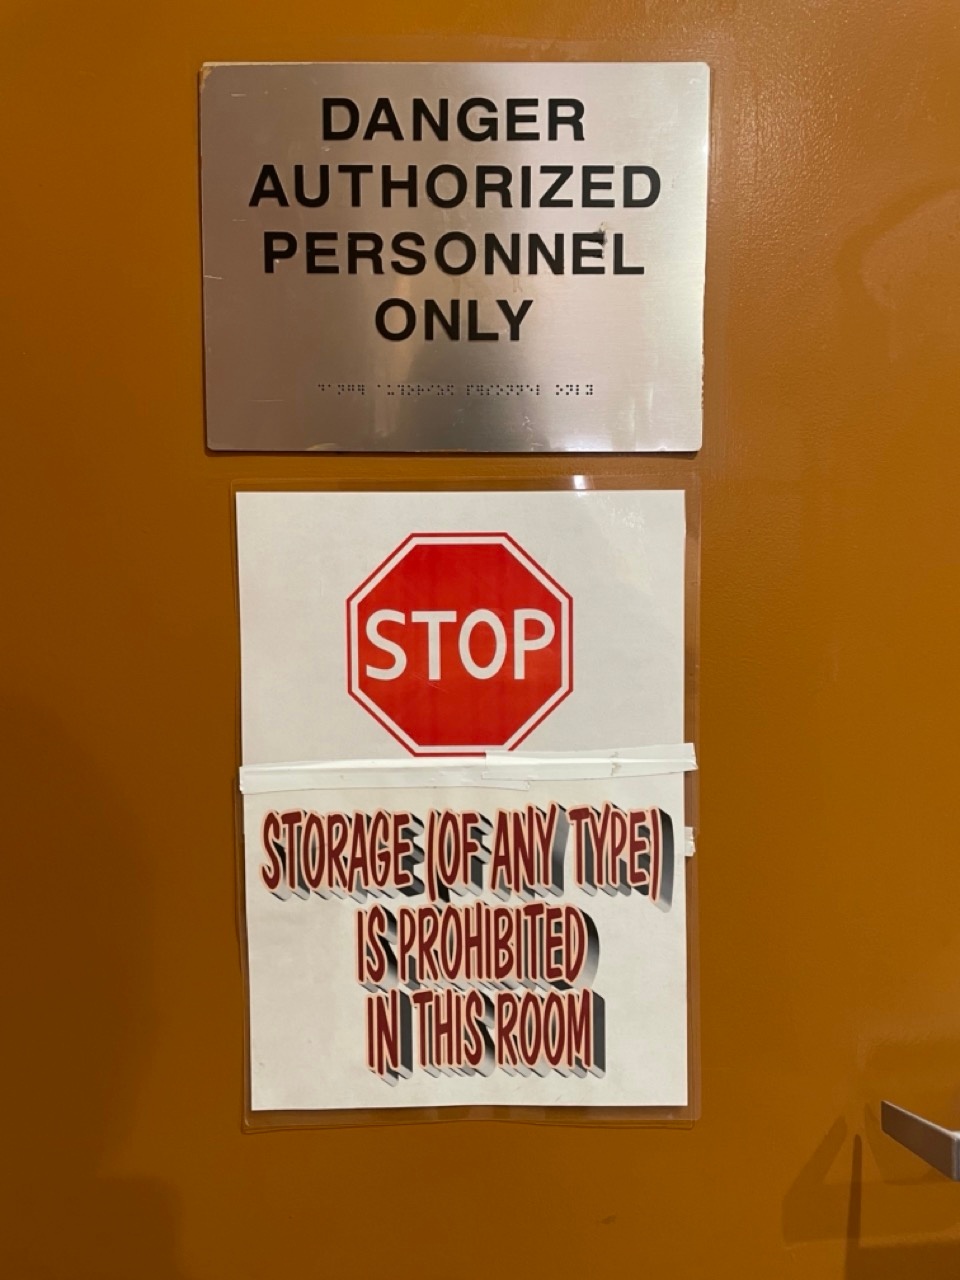 DANGER
AUTHORIZED
PERSONNEL
ONLY
STOP
STORAGE (OF ANY TYPE)
IS PROHIBITED
IN THIS ROOM